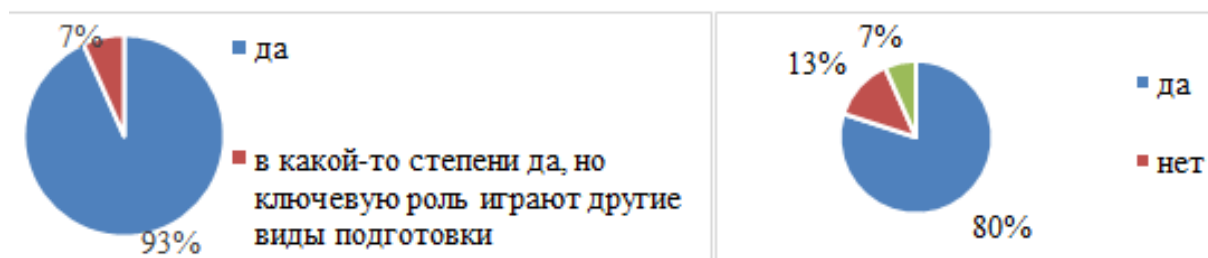 7%
да
в какой-то степени да, но
ключевую роль играют другие
виды подготовки
93%
7%
13%
да
нет
80%